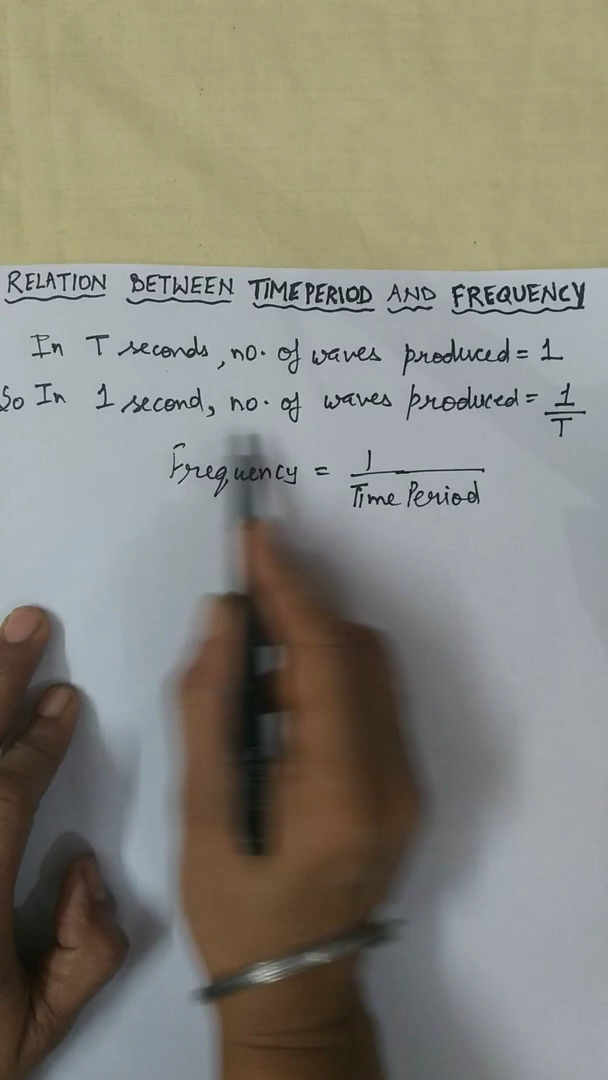 RELATION BETWEEN TIME PERIOD AND FREQUENCY
In T seconds, no. of waves produced = 1
So In 1 second, no. of waves produced = 1/T
Frequency = 1/Time Period